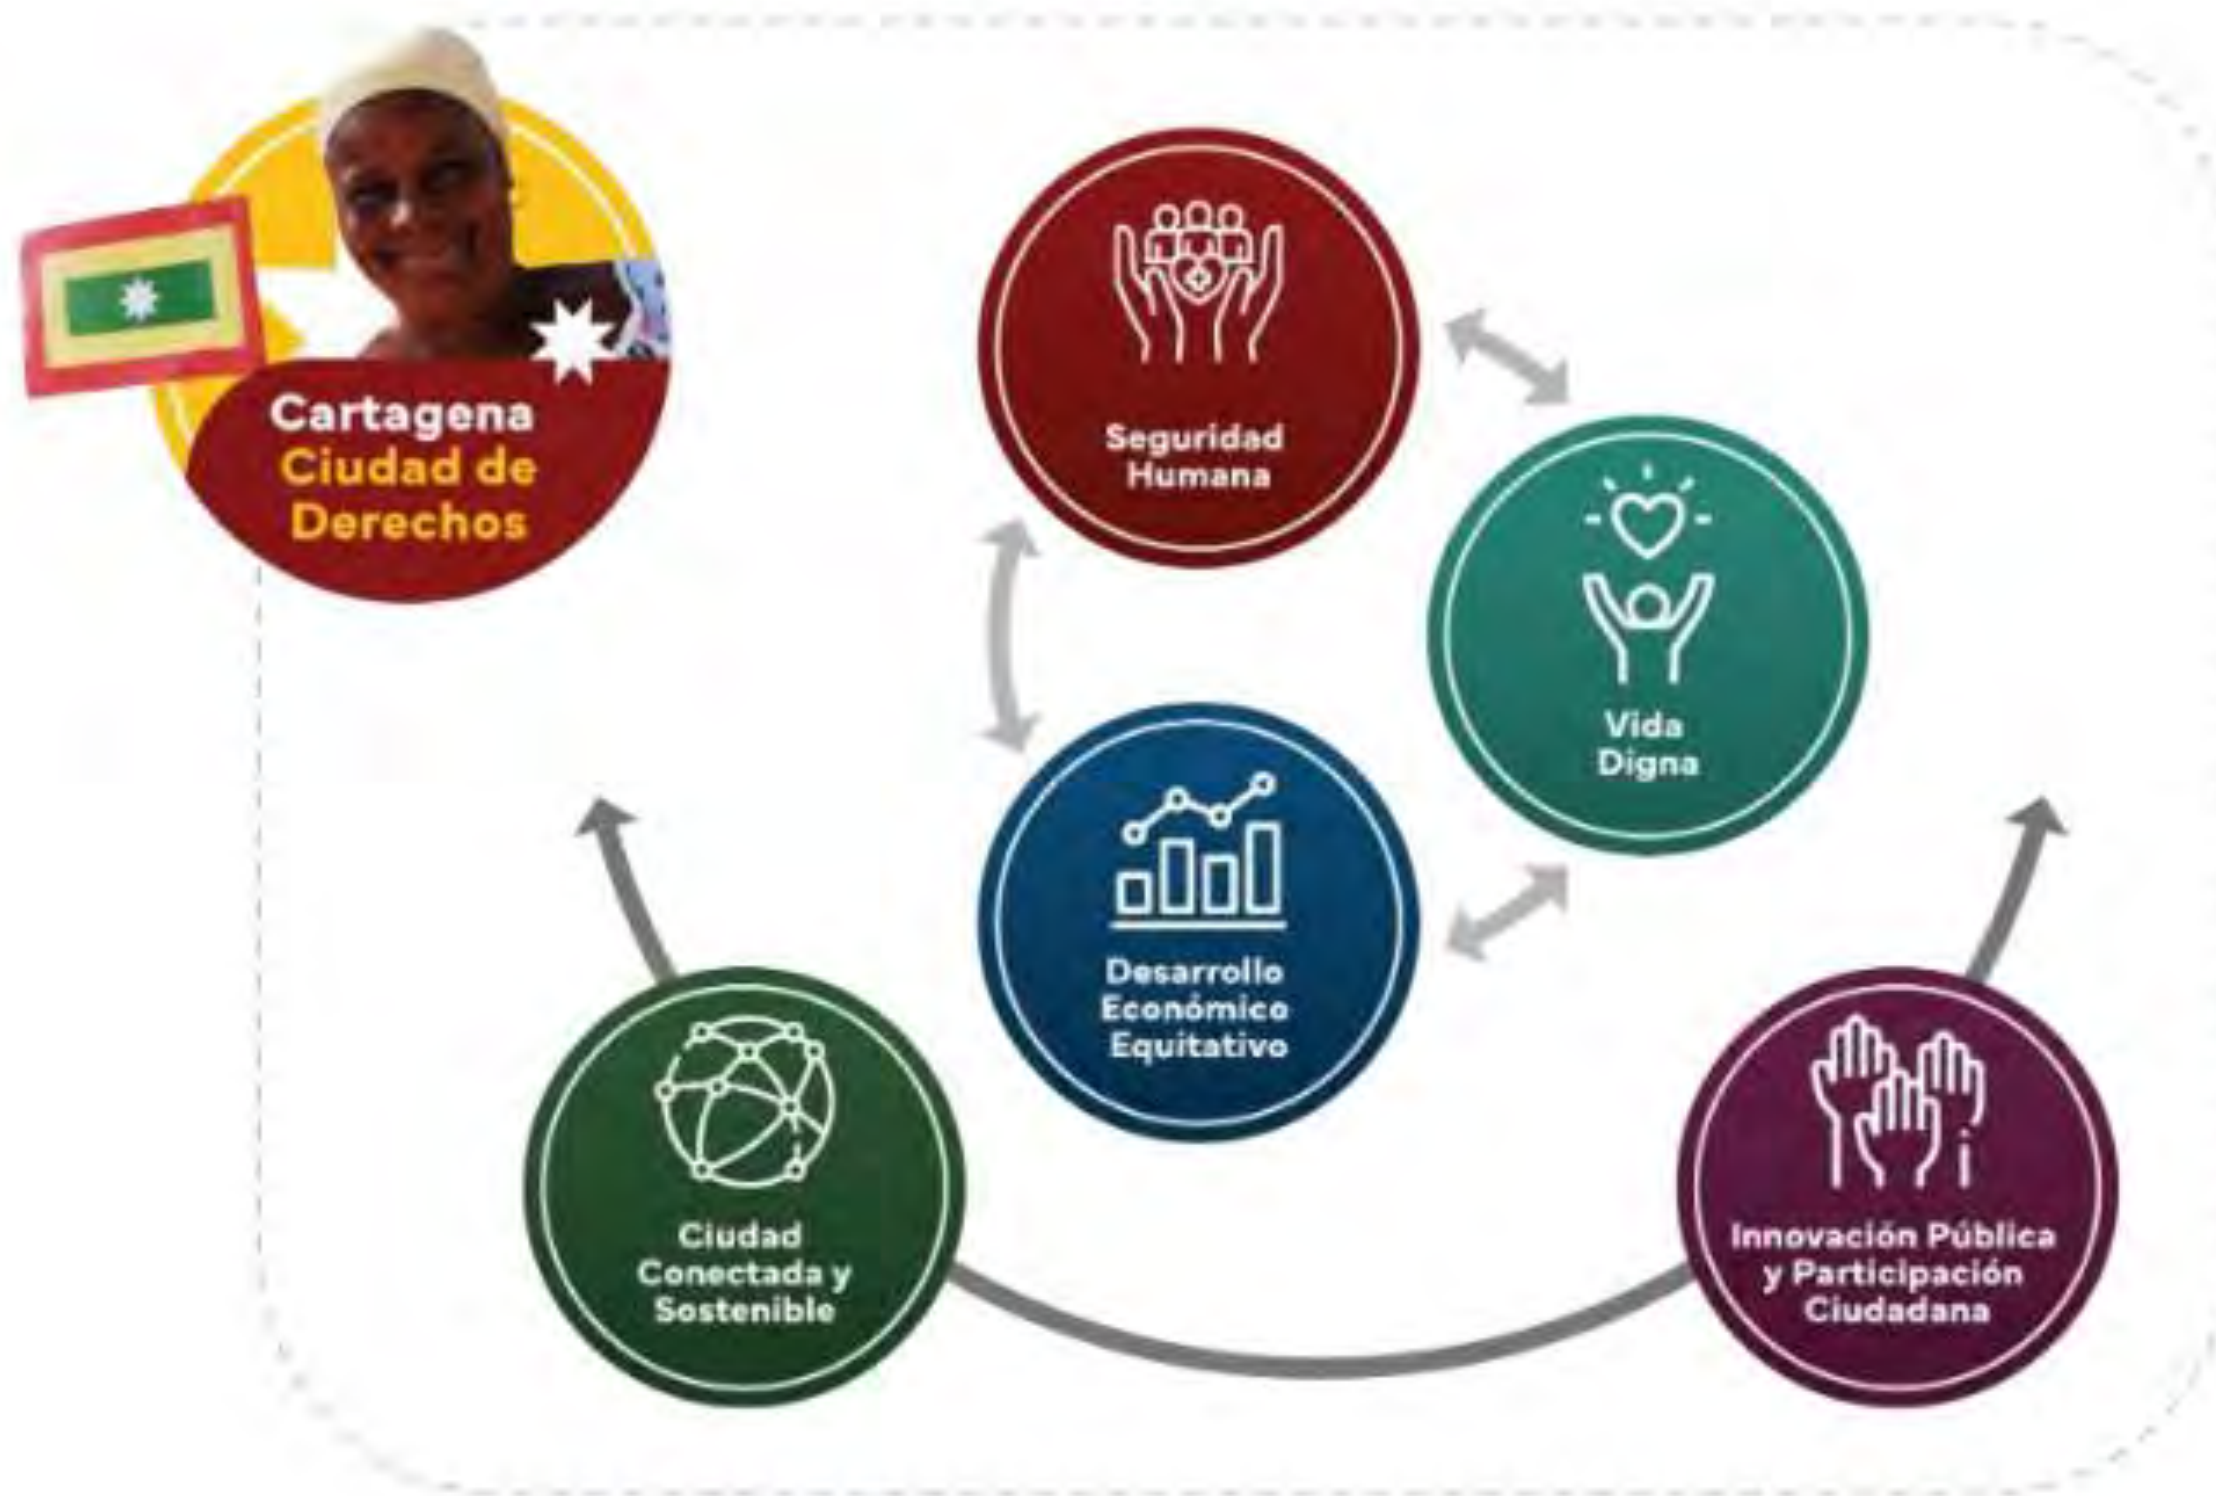 Cartagena
Ciudad de
Derechos
Seguridad
Humana
Vida
Digna
Desarrollo
Económico
Equitativo
Ciudad
Conectada y
Sostenible
Innovación Pública
y Participación
Ciudadana